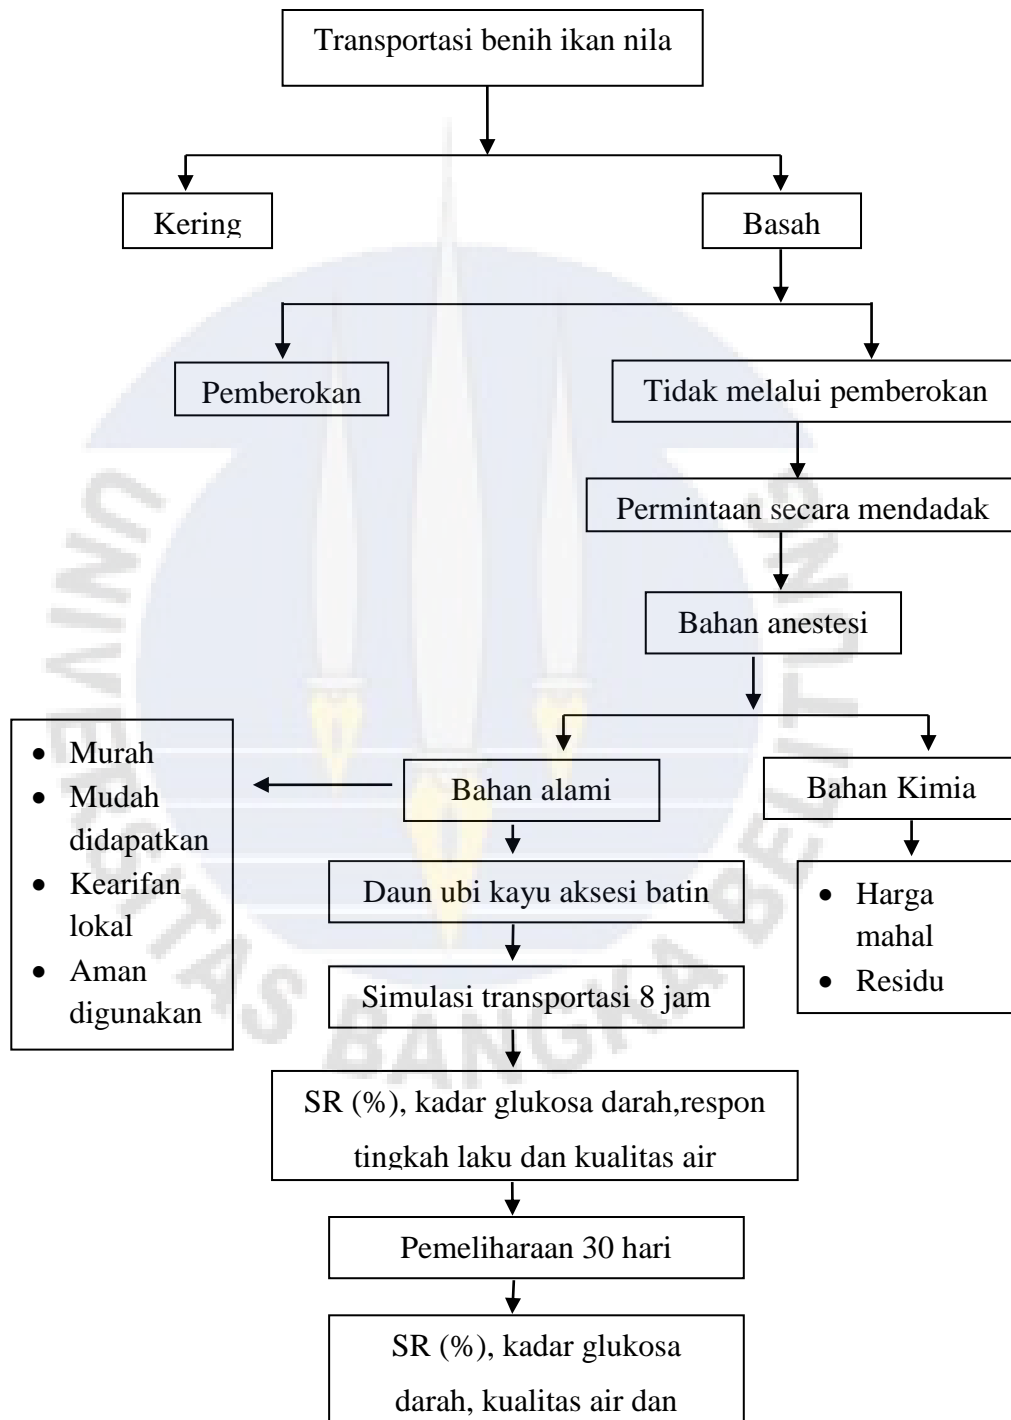 Transportasi benih ikan nila
Kering
Basah
Pemberokan
Tidak melalui pemberokan
Permintaan secara mendadak
Bahan anestesi
• Murah
• Mudah
didapatkan
• Kearifan
lokal
• Aman
digunakan
Bahan alami
Bahan Kimia
Daun ubi kayu aksesi batin
• Harga
mahal
• Residu
Simulasi transportasi 8 jam
SR (%), kadar glukosa darah,respon
tingkah laku dan kualitas air
Pemeliharaan 30 hari
SR (%), kadar glukosa
darah, kualitas air dan
UNIVERSITAS BANGKA BELITUNG